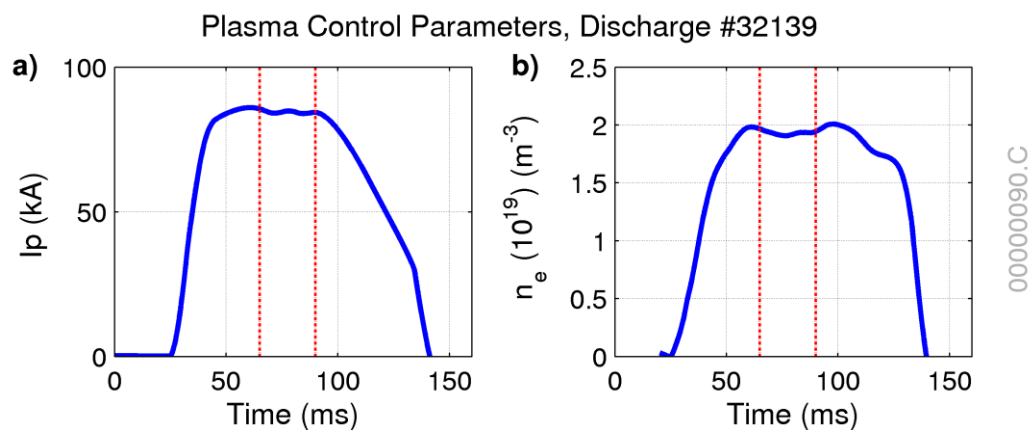 Plasma Control Parameters, Discharge #32139
a)
100
50
0
Ip (kA)
0 50 100 150
Time (ms)
b)
2.5
2
1.5
1
0.5
0
n_e (10^19) (m^-3)
0 50 100 150
Time (ms)
000000060.C